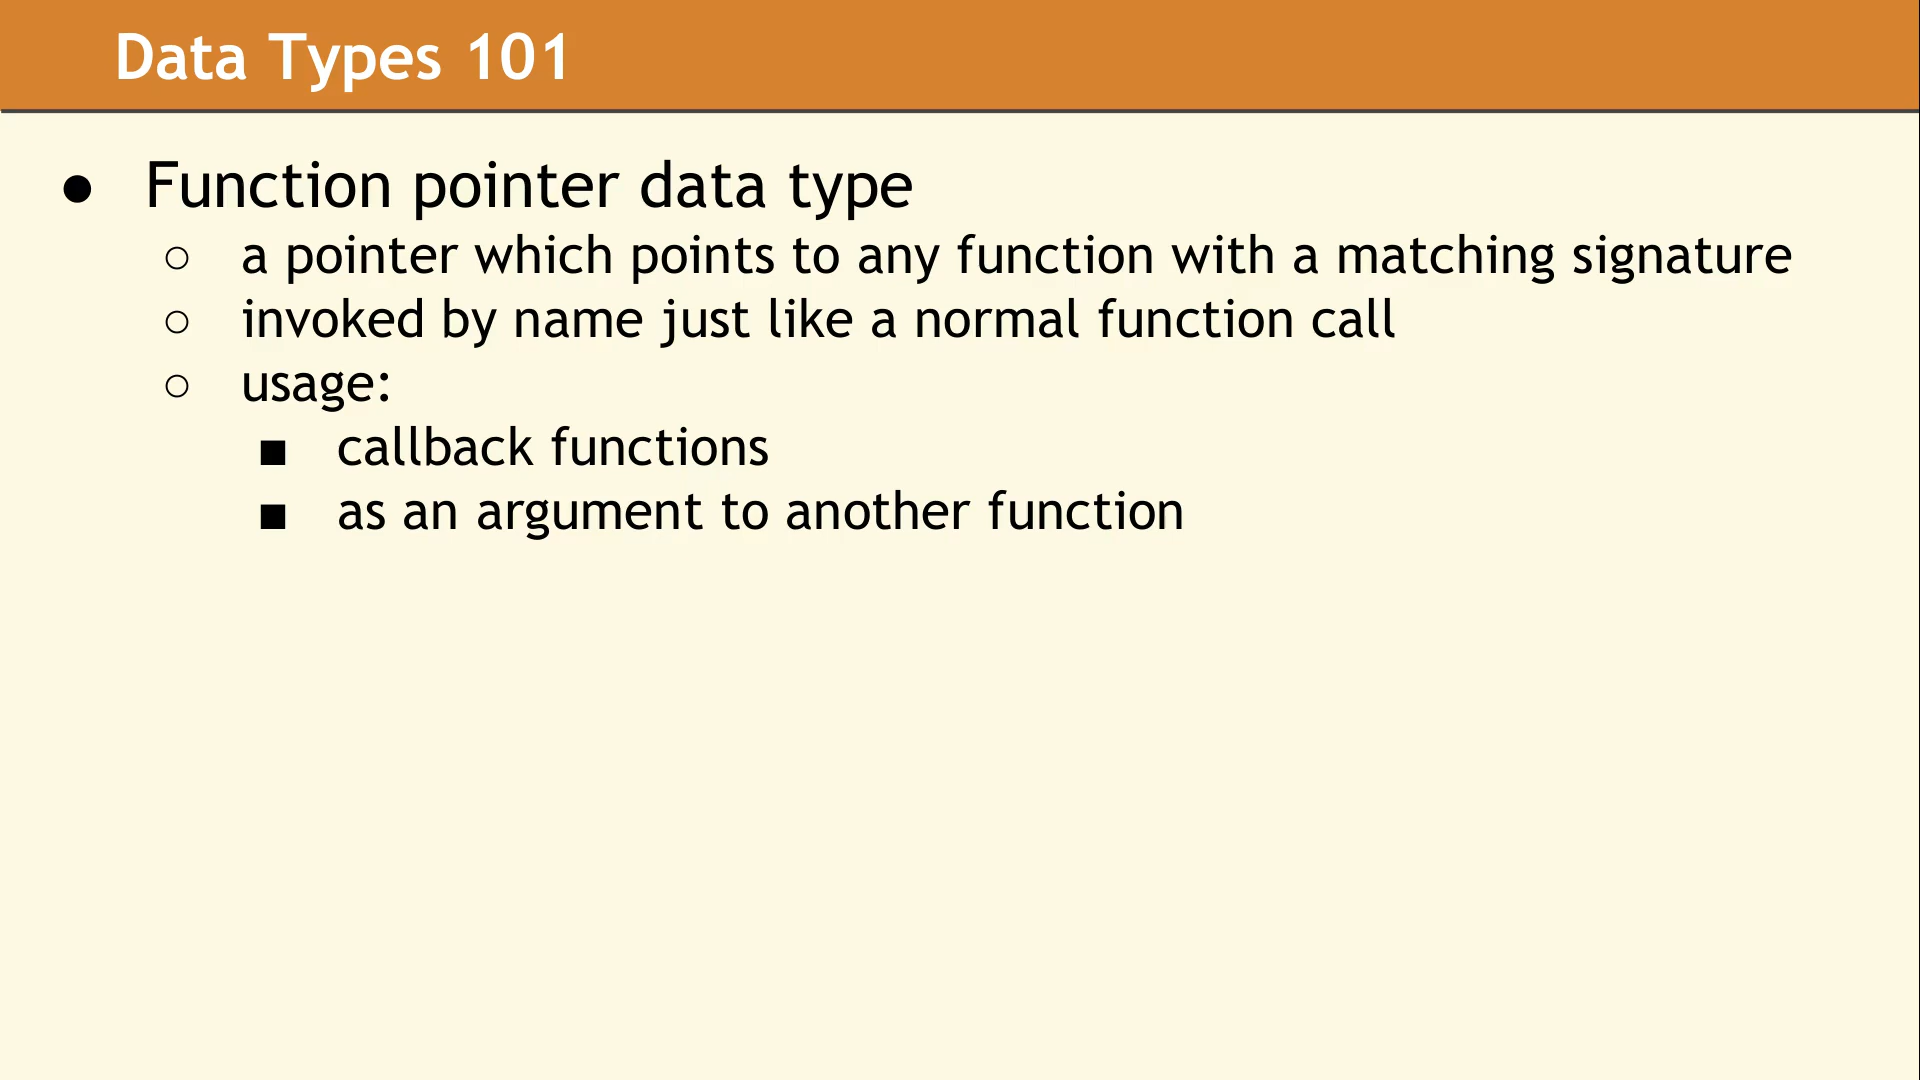 Data Types 101
● Function pointer data type
○ a pointer which points to any function with a matching signature
○ invoked by name just like a normal function call
○ usage:
■ callback functions
■ as an argument to another function